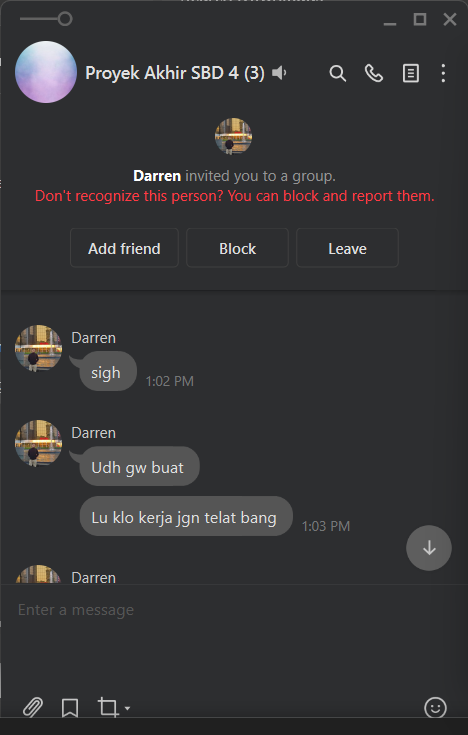 Proyek Akhir SBD 4 (3)
Darren invited you to a group.
Don't recognize this person? You can block and report them.
Add friend
Block
Leave
Darren
sigh
1:02 PM
Darren
Udh gw buat
Lu klo kerja jgn telat bang
1:03 PM
Darren
Enter a message